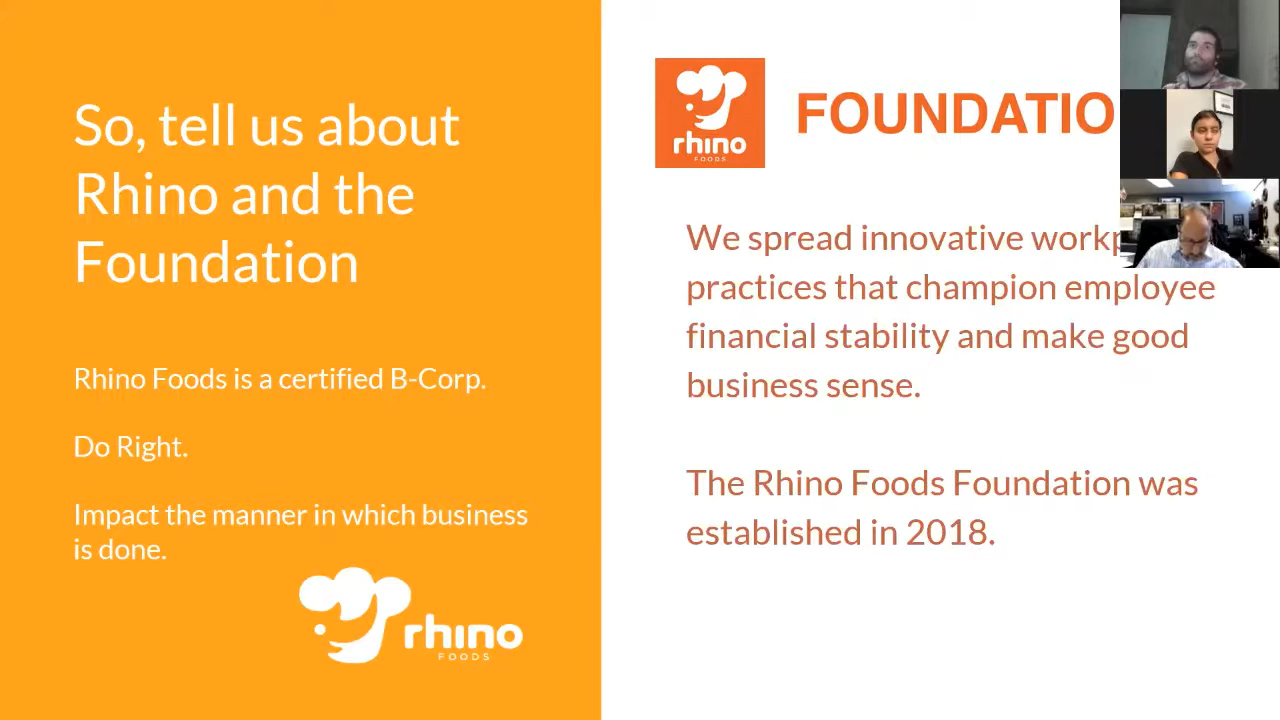 So, tell us about
Rhino and the
Foundation
Rhino Foods is a certified B-Corp.
Do Right.
Impact the manner in which business
is done.
rhino
FOODS
rhino
FOODS
FOUNDATIO
We spread innovative workp
practices that champion employee
financial stability and make good
business sense.
The Rhino Foods Foundation was
established in 2018.